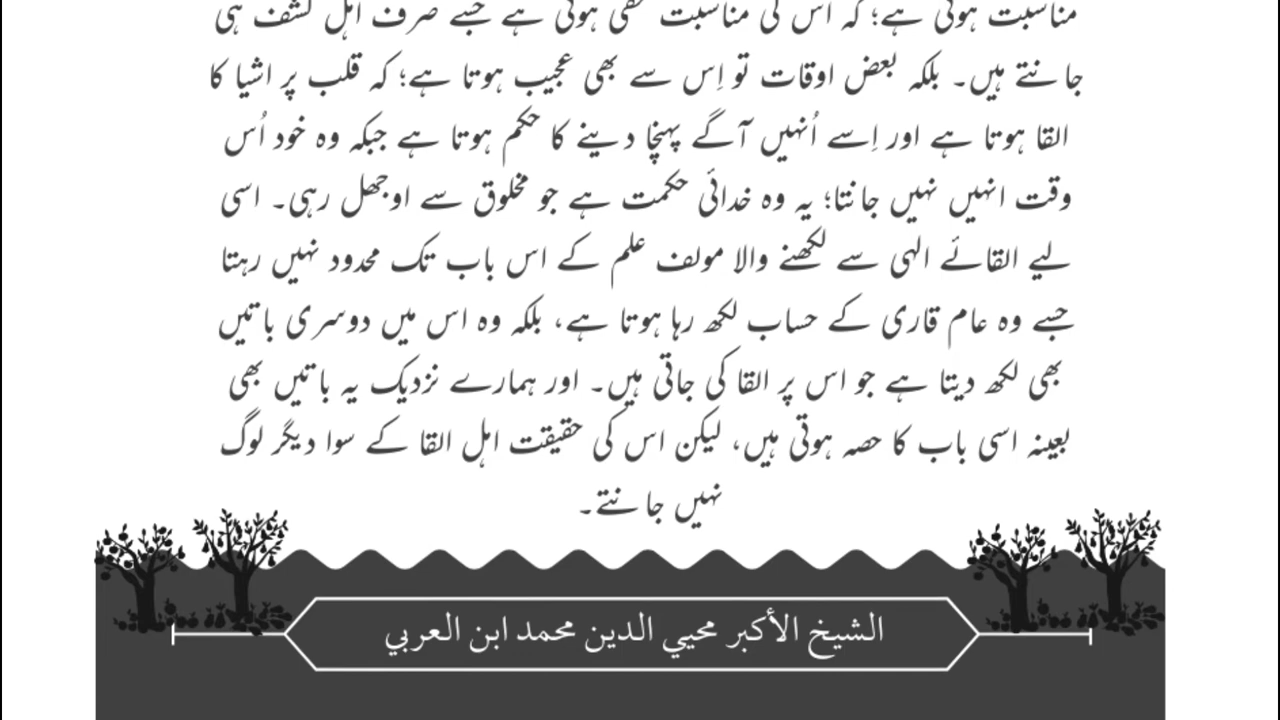 مناسبت ہوتی ہے؛ کہ اس کی مناسبت مخفی ہوتی ہے جسے صرف اہل کشف ہی
جانتے ہیں۔ بلکہ بعض اوقات تو اِس سے بھی عجیب ہوتا ہے؛ کہ قلب پر اشیا کا
القا ہوتا ہے اور اِسے اُنہیں آگے پہنچا دینے کا حکم ہوتا ہے جبکہ وہ خود اُس
وقت انہیں نہیں جانتا؛ یہ وہ خدائی حکمت ہے جو مخلوق سے اوجھل رہی۔ اسی
لیے القائے الہی سے لکھنے والا مولف علم کے اس باب تک محدود نہیں رہتا
جسے وہ عام قاری کے حساب لکھ رہا ہوتا ہے، بلکہ وہ اس میں دوسری باتیں
بھی لکھ دیتا ہے جو اس پر القا کی جاتی ہیں۔ اور ہمارے نزدیک یہ باتیں بھی
بعینہ اسی باب کا حصہ ہوتی ہیں، لیکن اس کی حقیقت اہل القا کے سوا دیگر لوگ
نہیں جانتے۔
الشيخ الأكبر محيي الدين محمد ابن العربي